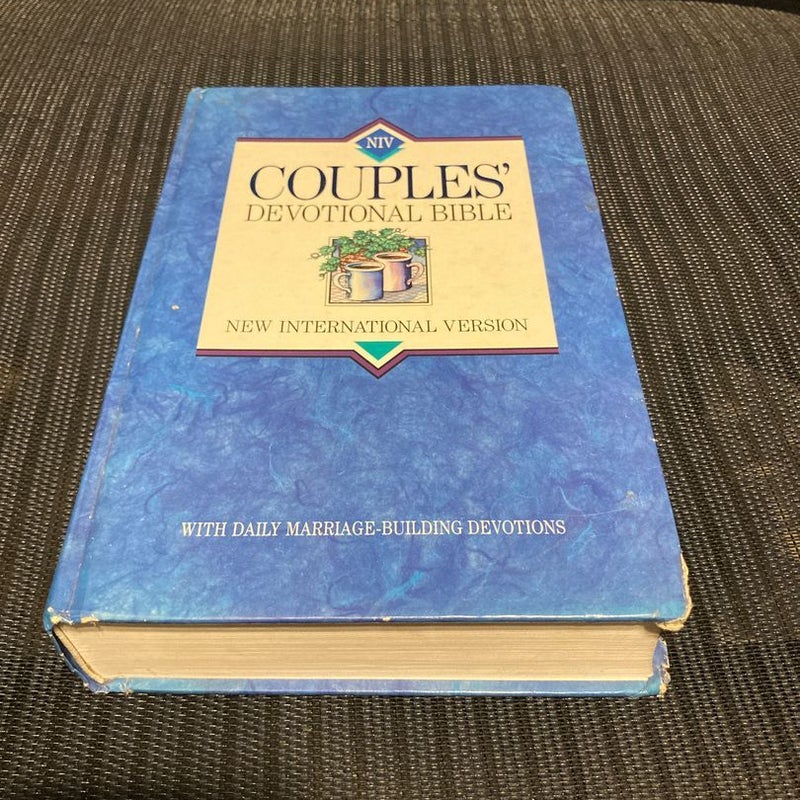 NIV
COUPLES'
DEVOTIONAL BIBLE
NEW INTERNATIONAL VERSION
WITH DAILY MARRIAGE-BUILDING DEVOTIONS